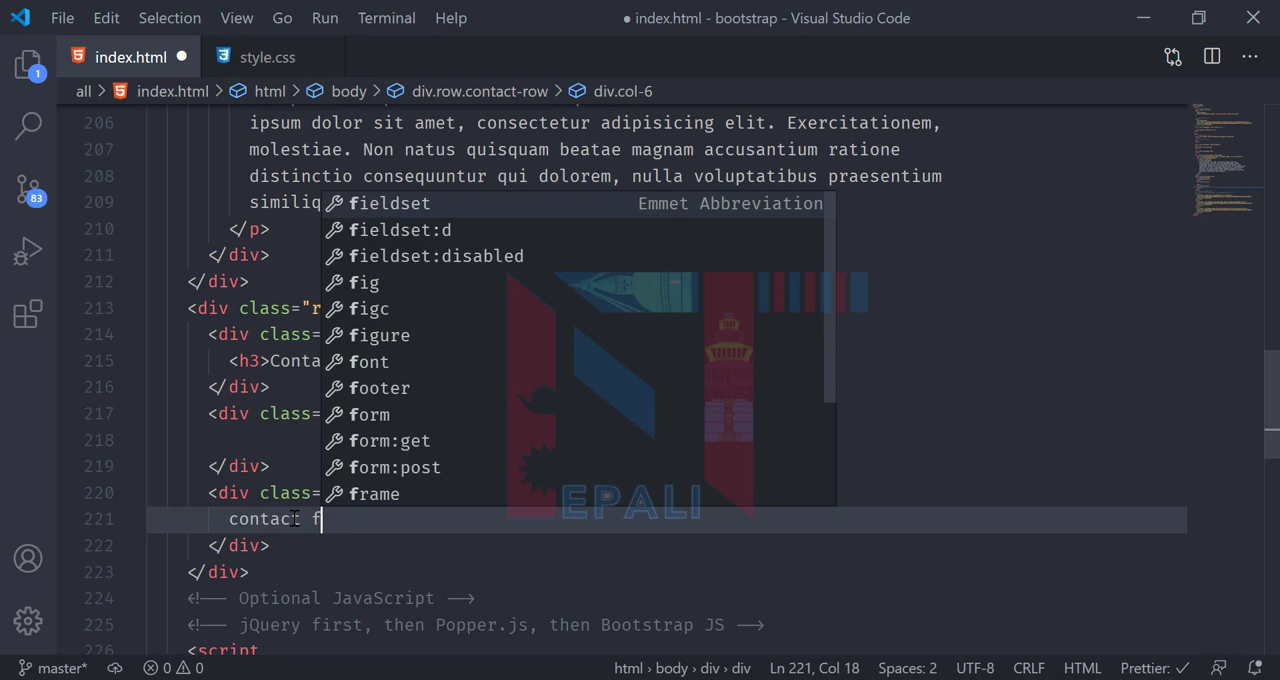 File Edit Selection View Go Run Terminal Help ● index.html - bootstrap - Visual Studio Code
index.html ● style.css
all > index.html > html > body > div.row.contact-row > div.col-6
1
83
206 ipsum dolor sit amet, consectetur adipisicing elit. Exercitationem,
207 molestiae. Non natus quisquam beatae magnam accusantium ratione
208 distinctio consequuntur qui dolorem, nulla voluptatibus praesentium
209 similiq
210 </p>
211 </div>
212 </div>
213 <div class="r
214 <div class=
215 <h3>Conta
216 </div>
217 <div class=
218
219 </div>
220 <div class=
221 contact f
222 </div>
223 </div>
224 <!-- Optional JavaScript -->
225 <!-- jQuery first, then Popper.js, then Bootstrap JS -->
226 <script
fieldset Emmet Abbreviation
fieldset:d
fieldset:disabled
fig
figc
figure
font
footer
form
form:get
form:post
frame
EPALI
master* 0 0 html > body > div > div Ln 221, Col 18 Spaces: 2 UTF-8 CRLF HTML Prettier: ✓